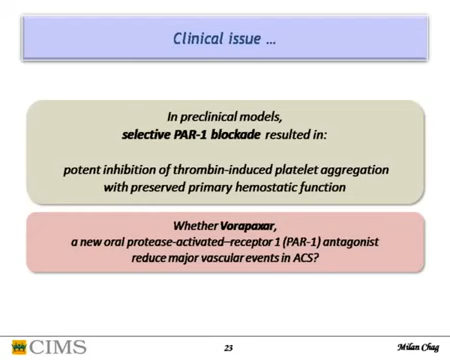 Clinical issue ...
In preclinical models,
selective PAR-1 blockade resulted in:
potent inhibition of thrombin-induced platelet aggregation
with preserved primary hemostatic function
Whether Vorapaxar,
a new oral protease-activated–receptor 1 (PAR-1) antagonist
reduce major vascular events in ACS?
CIMS
23
Milan Chag